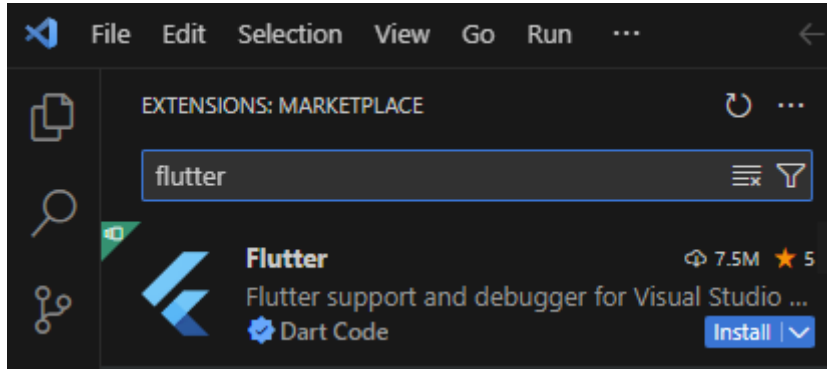 File Edit Selection View Go Run ...
EXTENSIONS: MARKETPLACE
flutter
Flutter 7.5M 5
Flutter support and debugger for Visual Studio ...
Dart Code Install